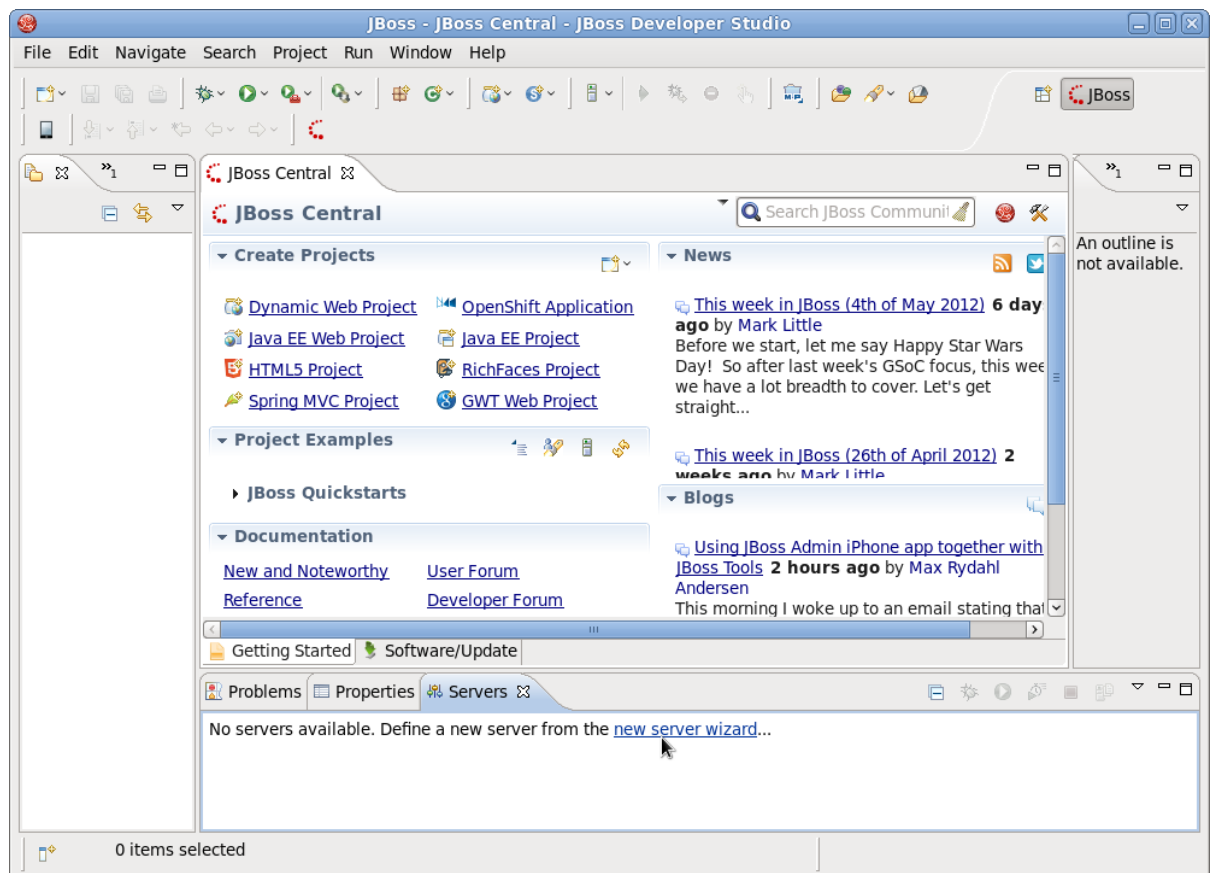 JBoss - JBoss Central - JBoss Developer Studio
File Edit Navigate Search Project Run Window Help
JBoss
»1
JBoss Central
»1
JBoss Central
Search JBoss Communit
An outline is
not available.
Create Projects
Dynamic Web Project OpenShift Application
Java EE Web Project Java EE Project
HTML5 Project RichFaces Project
Spring MVC Project GWT Web Project
Project Examples
JBoss Quickstarts
Documentation
New and Noteworthy User Forum
Reference Developer Forum
News
This week in JBoss (4th of May 2012) 6 day
ago by Mark Little
Before we start, let me say Happy Star Wars
Day! So after last week's GSoC focus, this wee
we have a lot breadth to cover. Let's get
straight...
This week in JBoss (26th of April 2012) 2
weeks ago by Mark Little
Blogs
Using JBoss Admin iPhone app together with
JBoss Tools 2 hours ago by Max Rydahl
Andersen
This morning I woke up to an email stating that
Getting Started Software/Update
Problems Properties Servers
No servers available. Define a new server from the new server wizard...
0 items selected